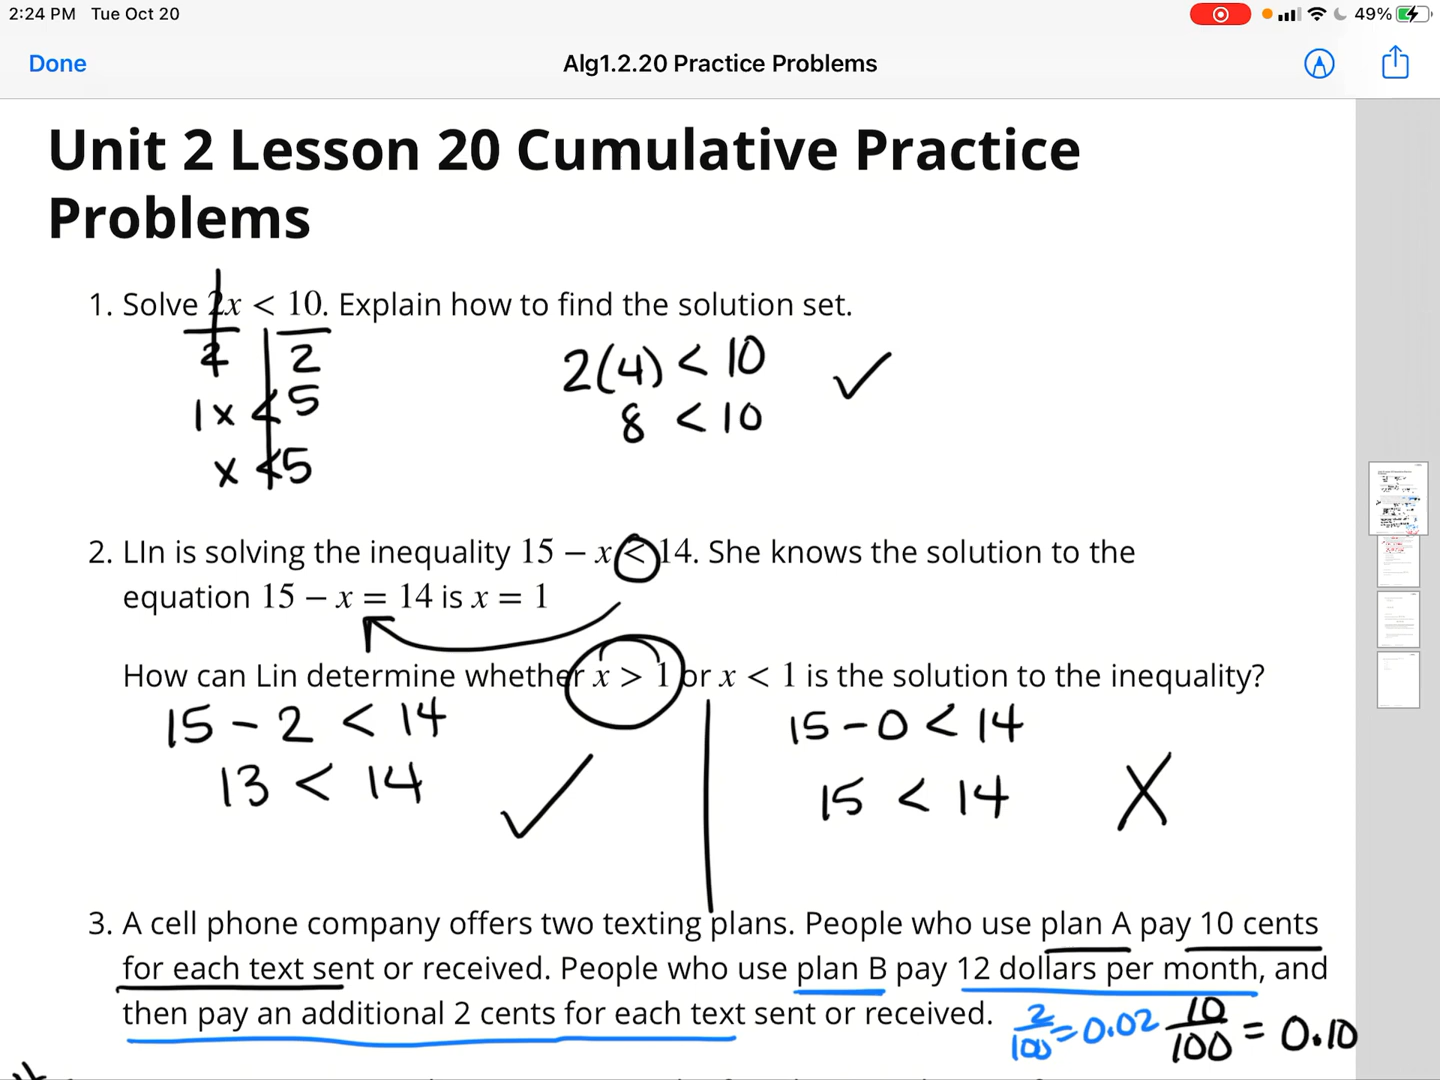 2:24 PM Tue Oct 20
49%
Done
Alg1.2.20 Practice Problems
Unit 2 Lesson 20 Cumulative Practice
Problems
1. Solve 2x < 10. Explain how to find the solution set.
2 | 2
1x < 5
x < 5
2(4) < 10 ✓
8 < 10
2. LIn is solving the inequality 15 − x < 14. She knows the solution to the
equation 15 − x = 14 is x = 1
How can Lin determine whether x > 1 or x < 1 is the solution to the inequality?
15 - 2 < 14
13 < 14 ✓
15 - 0 < 14
15 < 14 X
3. A cell phone company offers two texting plans. People who use plan A pay 10 cents
for each text sent or received. People who use plan B pay 12 dollars per month, and
then pay an additional 2 cents for each text sent or received.
2/100 = 0.02
10/100 = 0.10